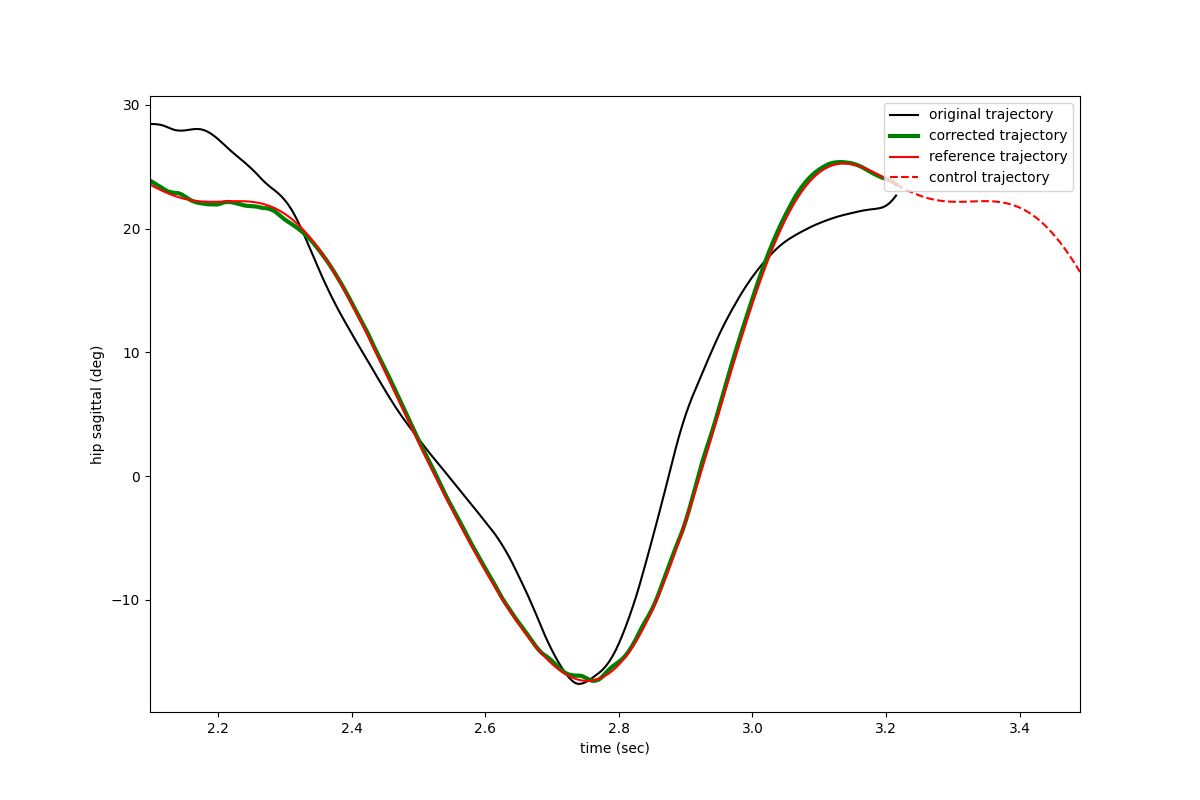 original trajectory
corrected trajectory
reference trajectory
control trajectory
30
20
10
0
−10
hip sagittal (deg)
2.2 2.4 2.6 2.8 3.0 3.2 3.4
time (sec)